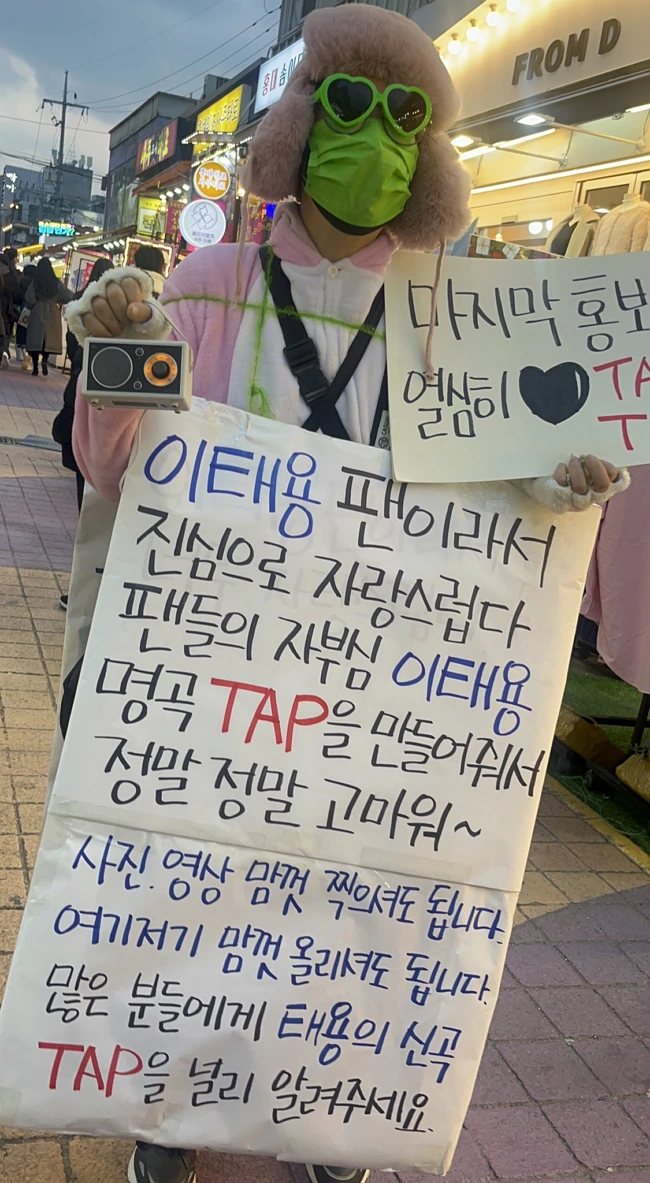 FROM D
홍대
마지막 홍보
열심히 ♥ TA
T
이태용 팬이라서
진심으로 자랑스럽다
팬들의 자부심 이태용
명곡 TAP을 만들어줘서
정말 정말 고마워~
사진.영상 맘껏 찍으셔도 됩니다.
여기저기 맘껏 올리셔도 됩니다.
많은 분들에게 태용의 신곡
TAP을 널리 알려주세요.